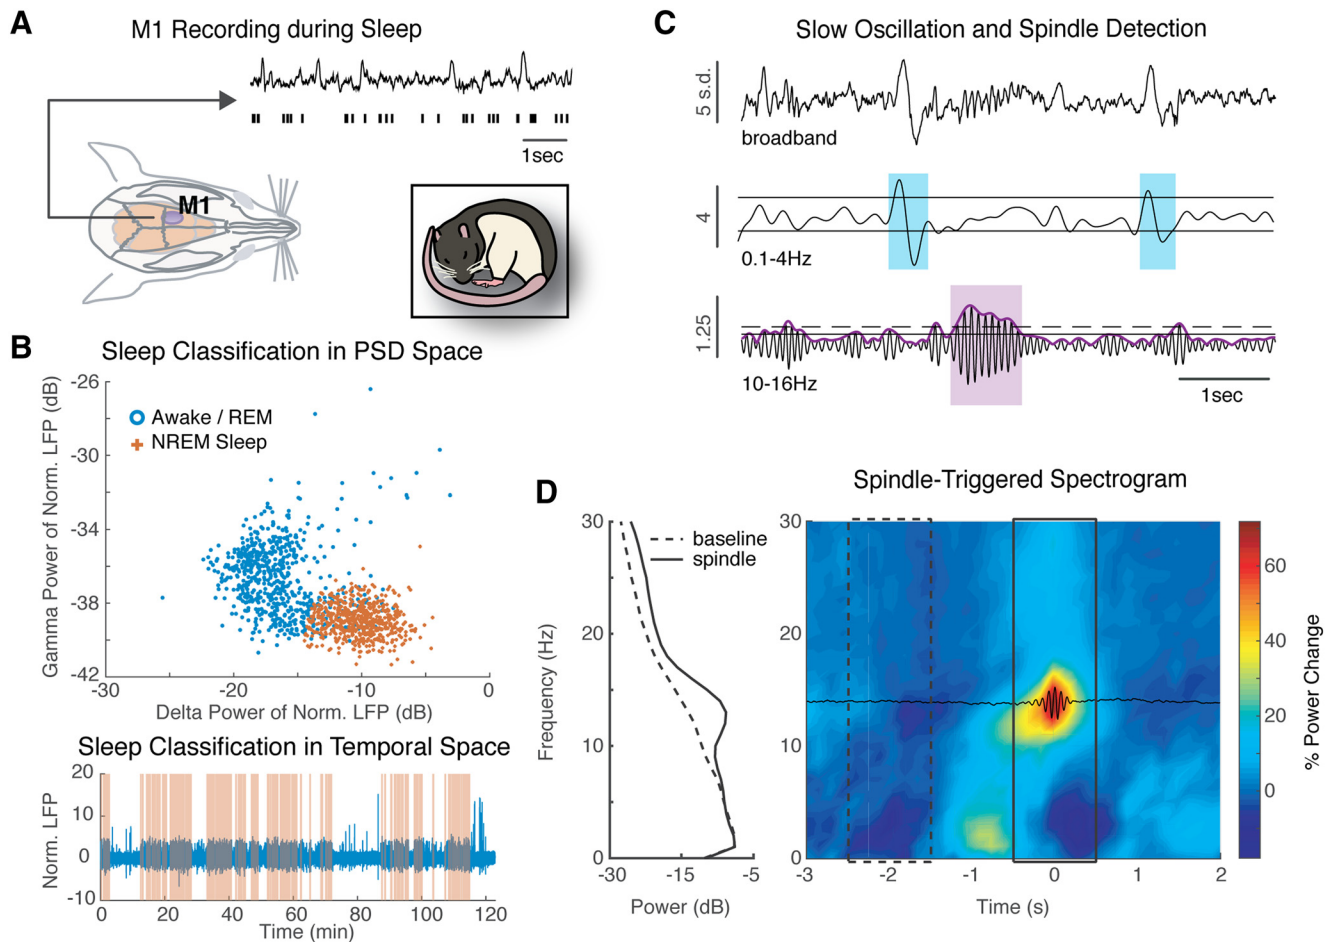 A
M1 Recording during Sleep
1sec
M1
B
Sleep Classification in PSD Space
Gamma Power of Norm. LFP (dB)
-26
-30
-34
-38
-42
Awake / REM
NREM Sleep
-30
-20
-10
0
Delta Power of Norm. LFP (dB)
Sleep Classification in Temporal Space
Norm. LFP
20
10
0
-10
0
20
40
60
80
100
120
Time (min)
C
Slow Oscillation and Spindle Detection
5 s.d.
broadband
4
0.1-4Hz
1.25
10-16Hz
1sec
D
Spindle-Triggered Spectrogram
Frequency (Hz)
30
20
10
0
baseline
spindle
-30
-15
-5
Power (dB)
30
20
10
0
-3
-2
-1
0
1
2
Time (s)
60
40
20
0
% Power Change